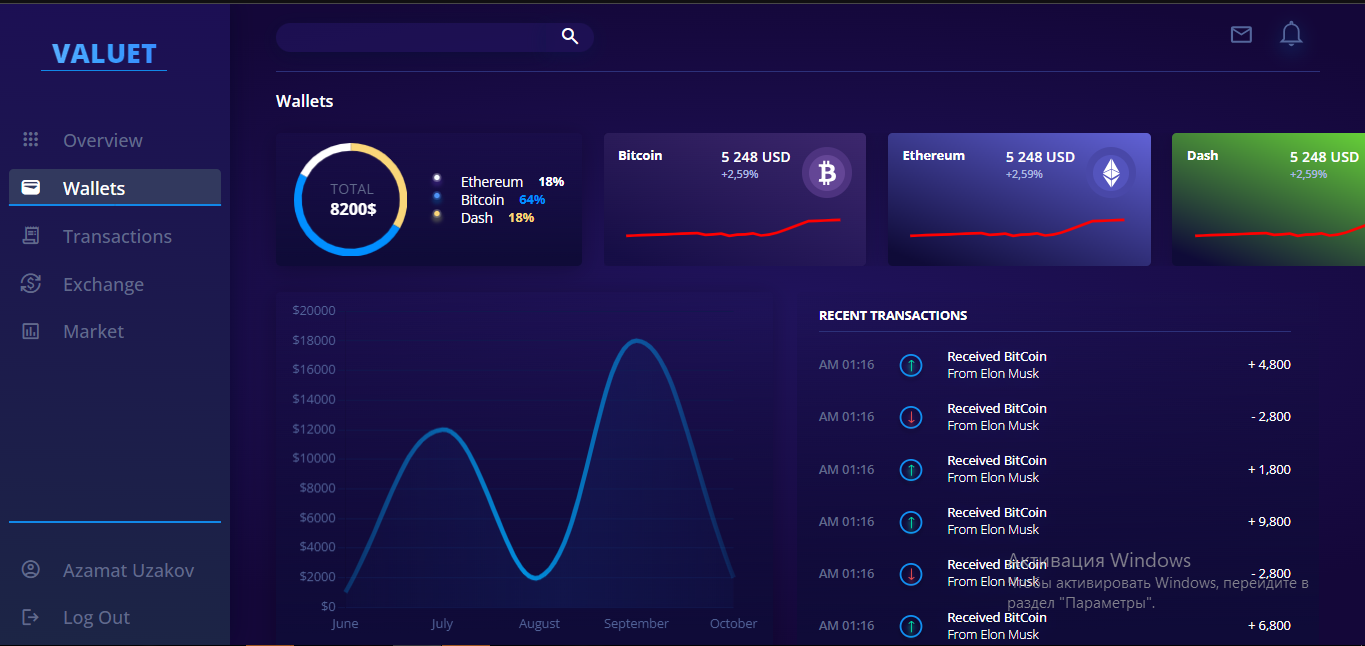 VALUET
Overview
Wallets
Transactions
Exchange
Market
Azamat Uzakov
Log Out
Wallets
TOTAL
8200$
Ethereum 18%
Bitcoin 64%
Dash 18%
Bitcoin 5 248 USD
+2,59%
Ethereum 5 248 USD
+2,59%
Dash 5 248 USD
+2,59%
$20000
$18000
$16000
$14000
$12000
$10000
$8000
$6000
$4000
$2000
$0
June July August September October
RECENT TRANSACTIONS
AM 01:16 Received BitCoin + 4,800
From Elon Musk
AM 01:16 Received BitCoin - 2,800
From Elon Musk
AM 01:16 Received BitCoin + 1,800
From Elon Musk
AM 01:16 Received BitCoin + 9,800
From Elon Musk
AM 01:16 Received BitCoin - 2,800
From Elon Musk
AM 01:16 Received BitCoin + 6,800
From Elon Musk
Активация Windows
Чтобы активировать Windows, перейдите в
раздел "Параметры".